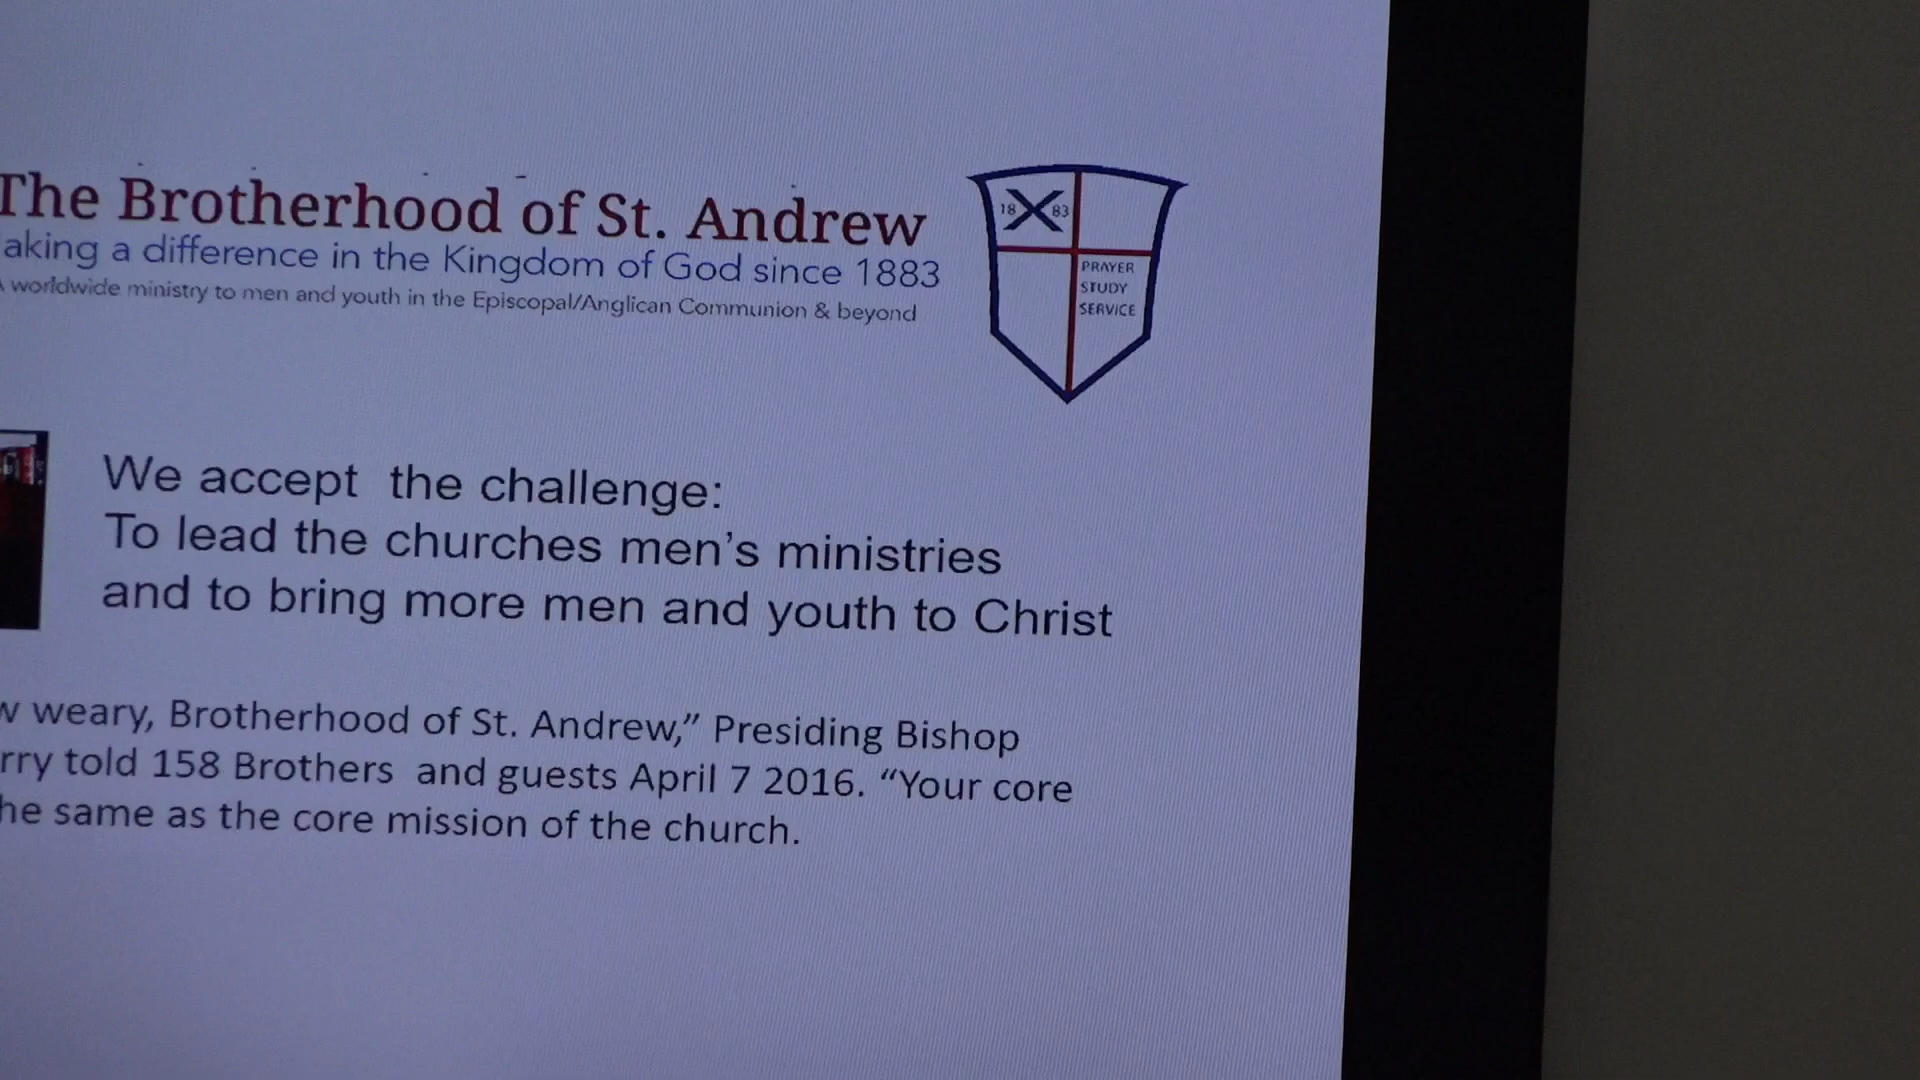 The Brotherhood of St. Andrew
aking a difference in the Kingdom of God since 1883
A worldwide ministry to men and youth in the Episcopal/Anglican Communion & beyond
18 83
PRAYER
STUDY
SERVICE
We accept the challenge:
To lead the churches men's ministries
and to bring more men and youth to Christ
w weary, Brotherhood of St. Andrew,” Presiding Bishop
rry told 158 Brothers and guests April 7 2016. “Your core
he same as the core mission of the church.